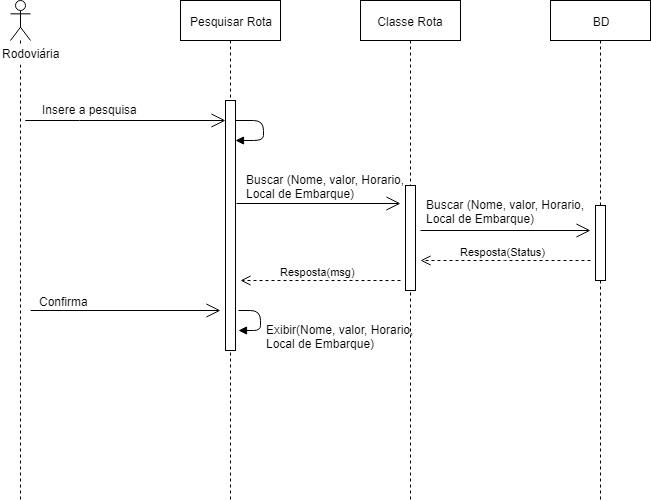 Rodoviária
Pesquisar Rota
Classe Rota
BD
Insere a pesquisa
Buscar (Nome, valor, Horario,
Local de Embarque)
Buscar (Nome, valor, Horario,
Local de Embarque)
Resposta(Status)
Resposta(msg)
Confirma
Exibir(Nome, valor, Horario,
Local de Embarque)